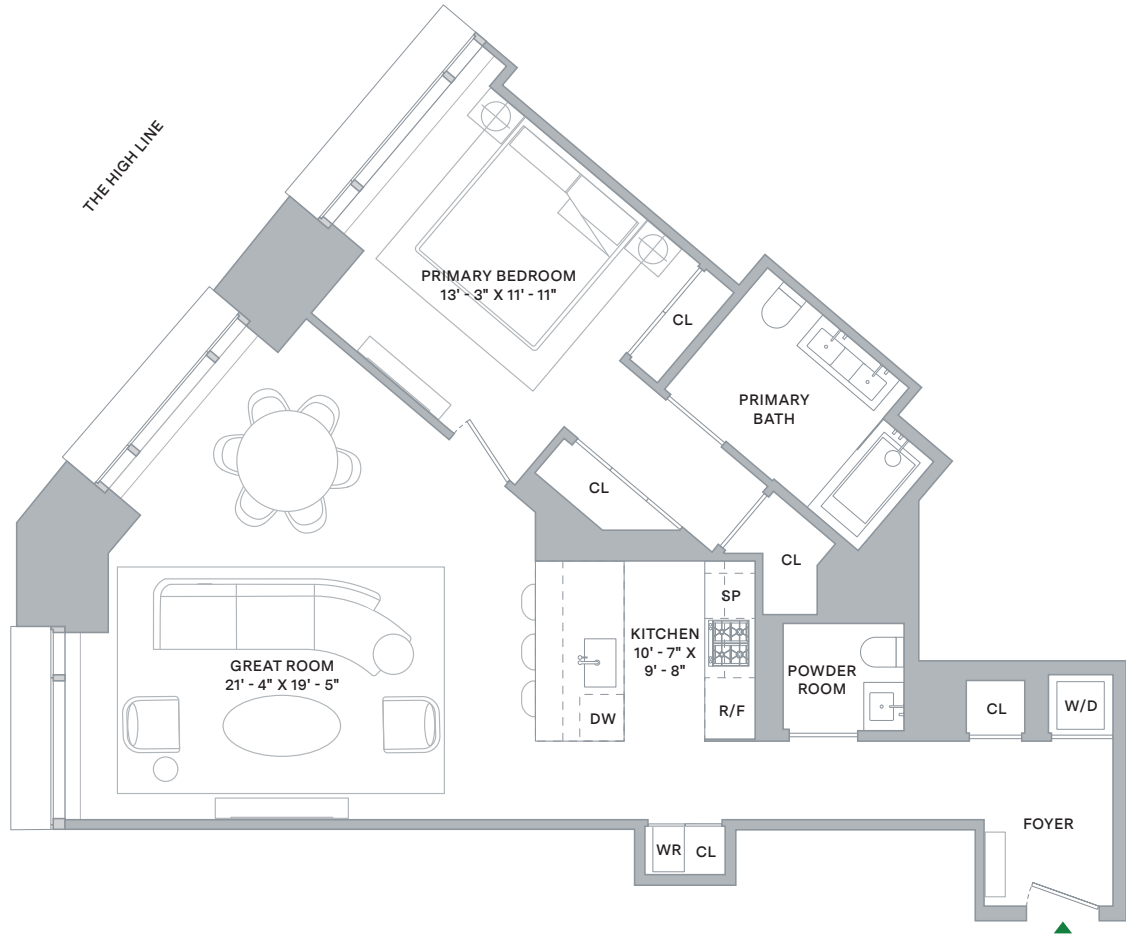 THE HIGH LINE
PRIMARY BEDROOM
13' - 3" X 11' - 11"
CL
PRIMARY
BATH
CL
CL
SP
KITCHEN
10' - 7" X
9' - 8"
GREAT ROOM
21' - 4" X 19' - 5"
POWDER
ROOM
DW
R/F
CL
W/D
FOYER
WR
CL